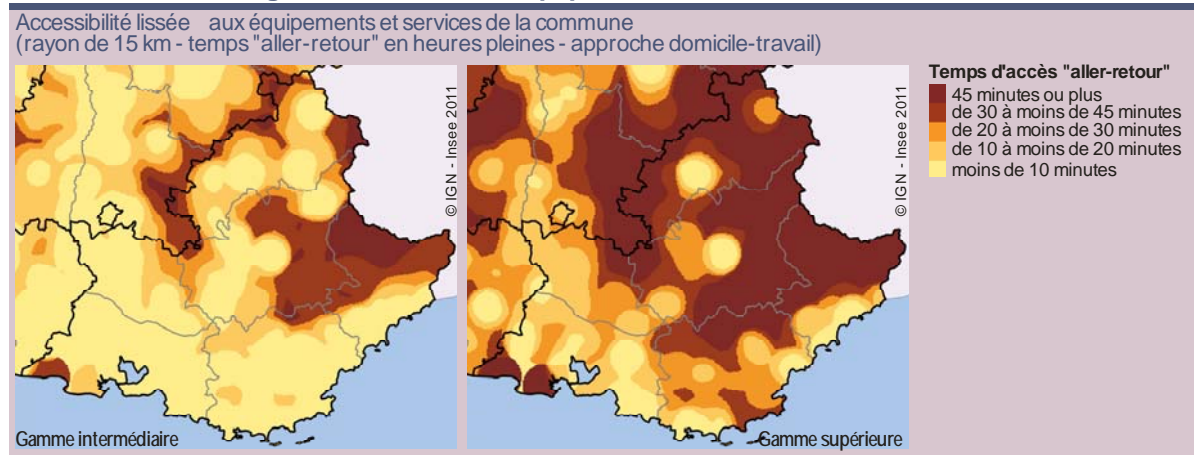 Accessibilité lissée aux équipements et services de la commune
(rayon de 15 km - temps "aller-retour" en heures pleines - approche domicile-travail)
© IGN - Insee 2011
Gamme intermédiaire
© IGN - Insee 2011
Gamme supérieure
Temps d'accès "aller-retour"
45 minutes ou plus
de 30 à moins de 45 minutes
de 20 à moins de 30 minutes
de 10 à moins de 20 minutes
moins de 10 minutes